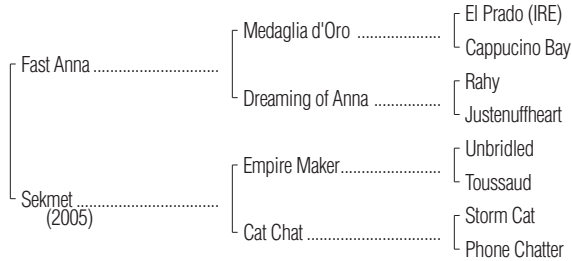 El Prado (IRE)
Medaglia d'Oro ..................
Cappucino Bay
Fast Anna ...........................
Rahy
Dreaming of Anna .................
Justenuffheart
Unbridled
Empire Maker......................
Toussaud
Sekmet ..............................
(2005)
Storm Cat
Cat Chat .............................
Phone Chatter